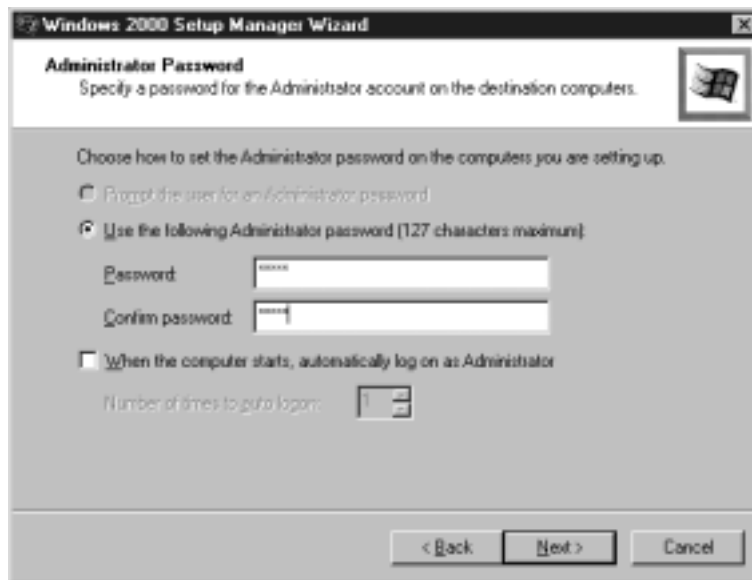 Windows 2000 Setup Manager Wizard
Administrator Password
Specify a password for the Administrator account on the destination computers.
Choose how to set the Administrator password on the computers you are setting up.
Prompt the user for an Administrator password
Use the following Administrator password (127 characters maximum):
Password: *****
Confirm password: *****
When the computer starts, automatically log on as Administrator
Number of times to auto logon: 1
< Back Next > Cancel